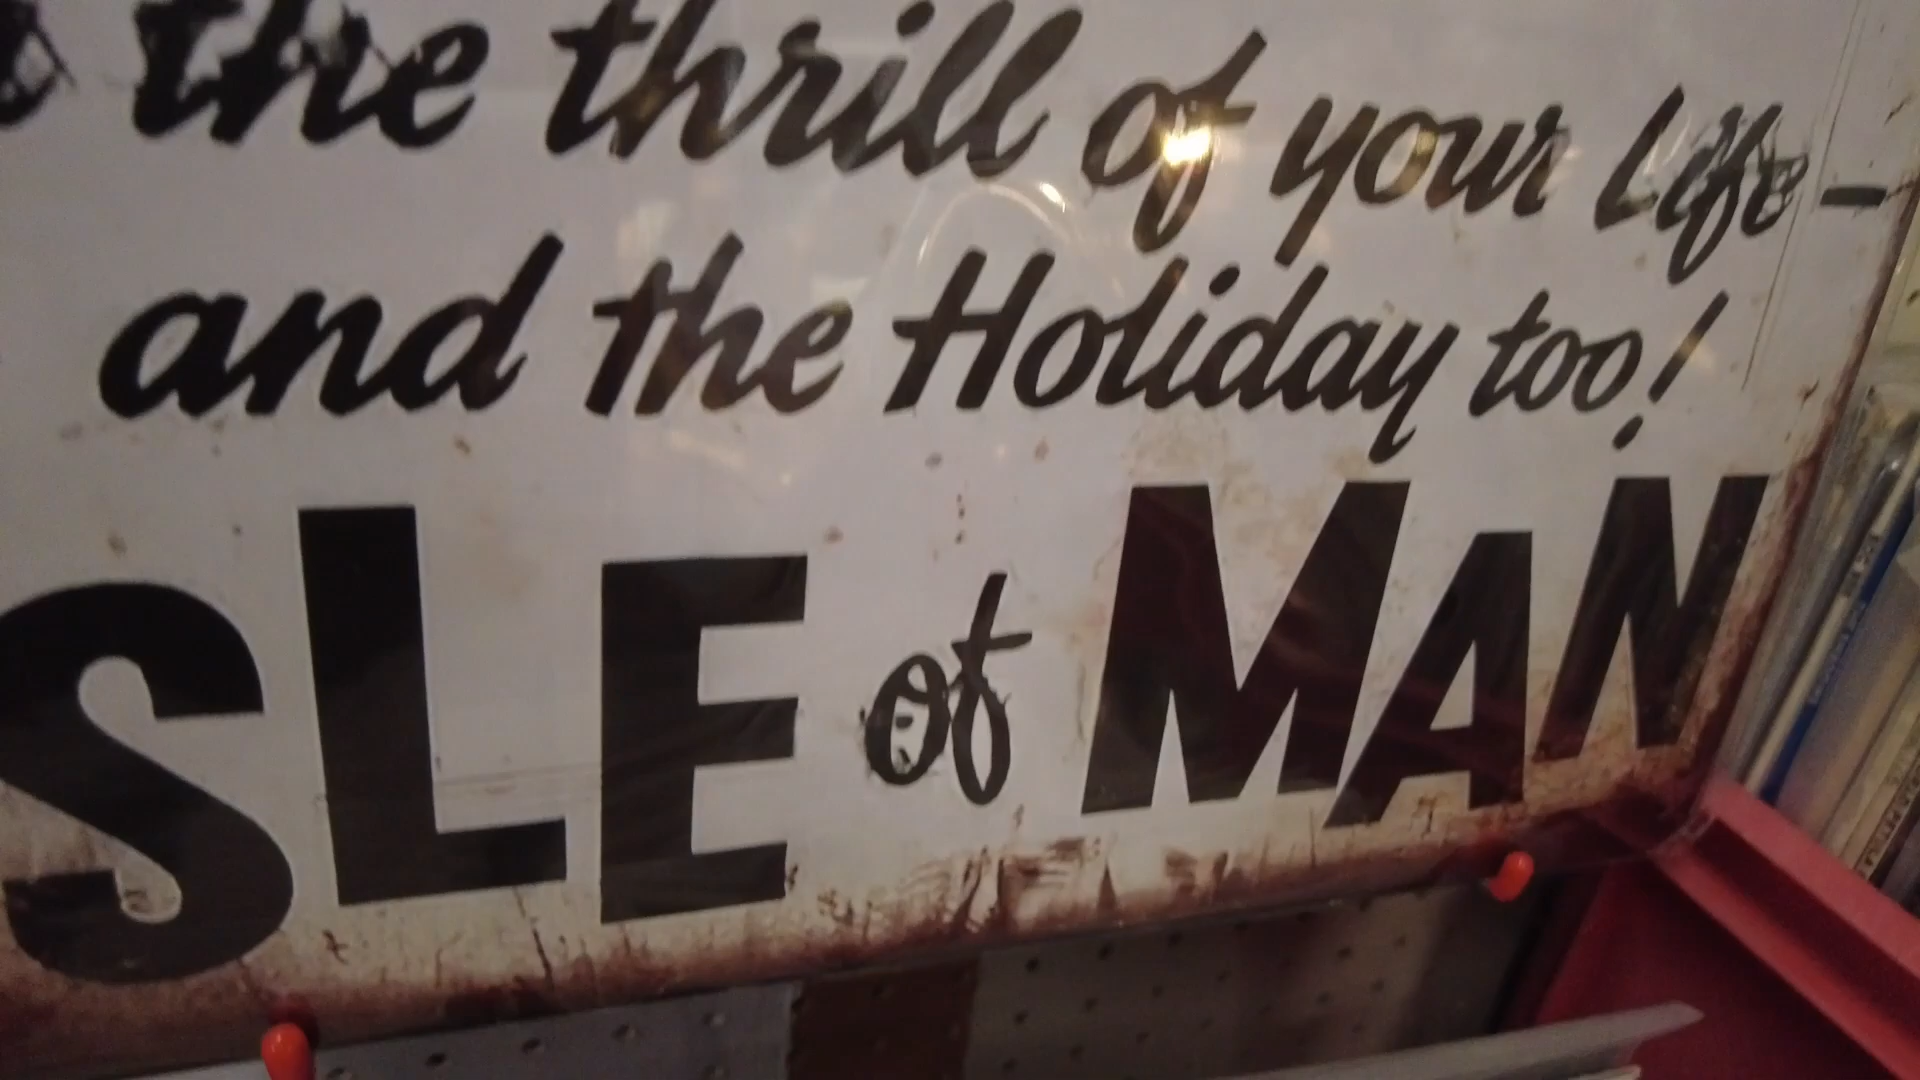 the thrill of your life -
and the Holiday too!
SLE of MAN